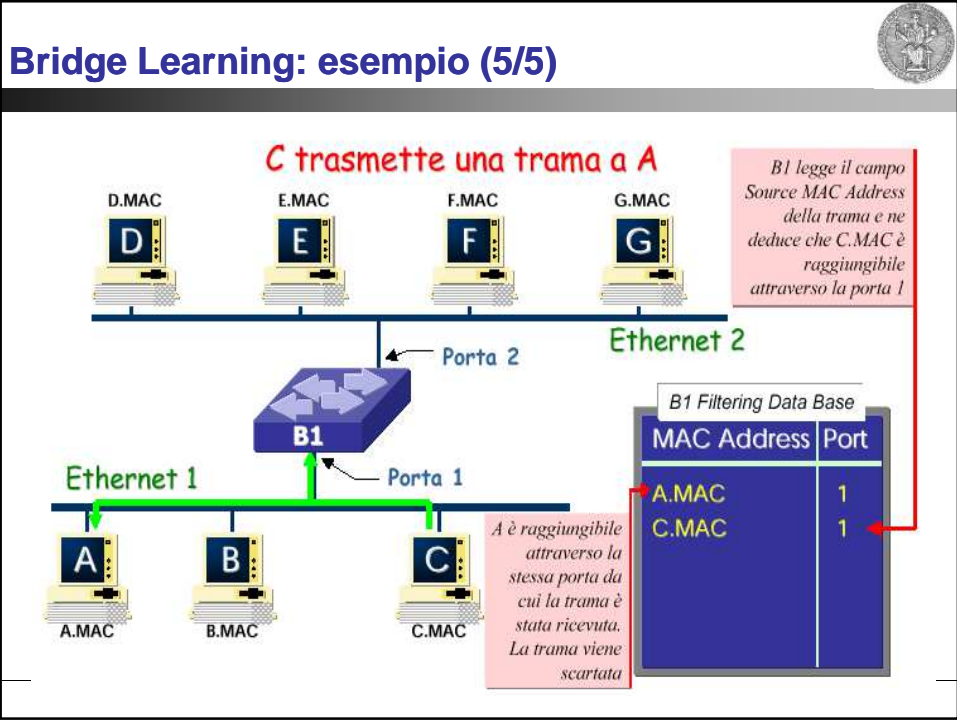 Bridge Learning: esempio (5/5)
C trasmette una trama a A
B1 legge il campo
Source MAC Address
della trama e ne
deduce che C.MAC è
raggiungibile
attraverso la porta 1
D.MAC
E.MAC
F.MAC
G.MAC
D
E
F
G
Ethernet 2
Porta 2
B1
Ethernet 1
Porta 1
B1 Filtering Data Base
MAC Address Port
A.MAC 1
C.MAC 1
A è raggiungibile
attraverso la
stessa porta da
cui la trama è
stata ricevuta.
La trama viene
scartata
A
B
C
A.MAC
B.MAC
C.MAC